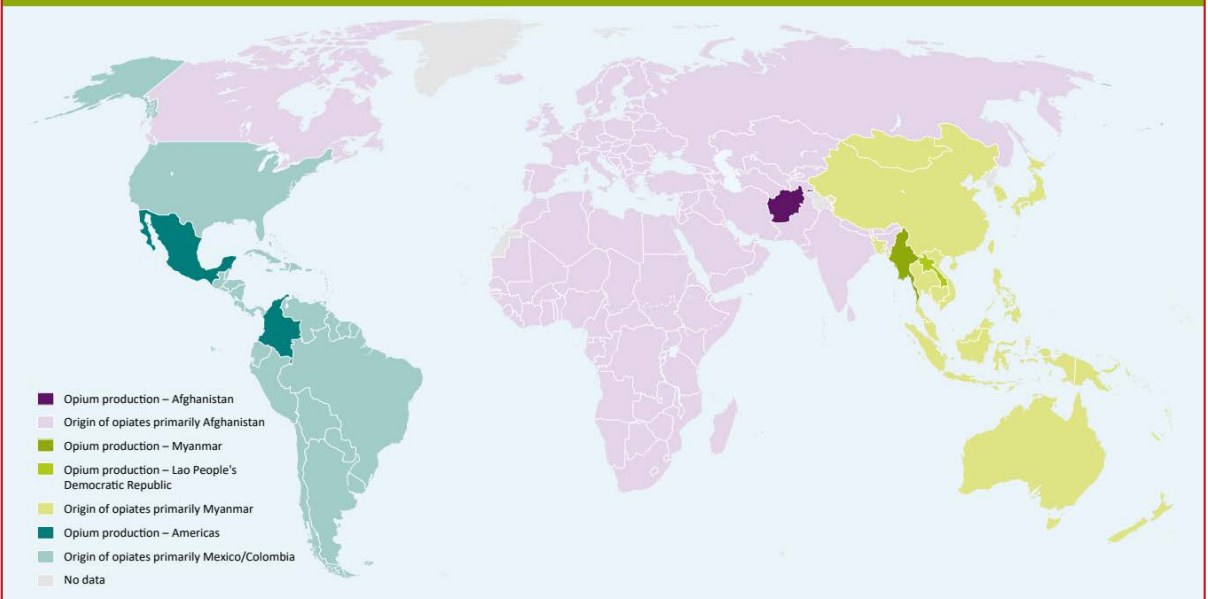 Opium production – Afghanistan
Origin of opiates primarily Afghanistan
Opium production – Myanmar
Opium production – Lao People's
Democratic Republic
Origin of opiates primarily Myanmar
Opium production – Americas
Origin of opiates primarily Mexico/Colombia
No data